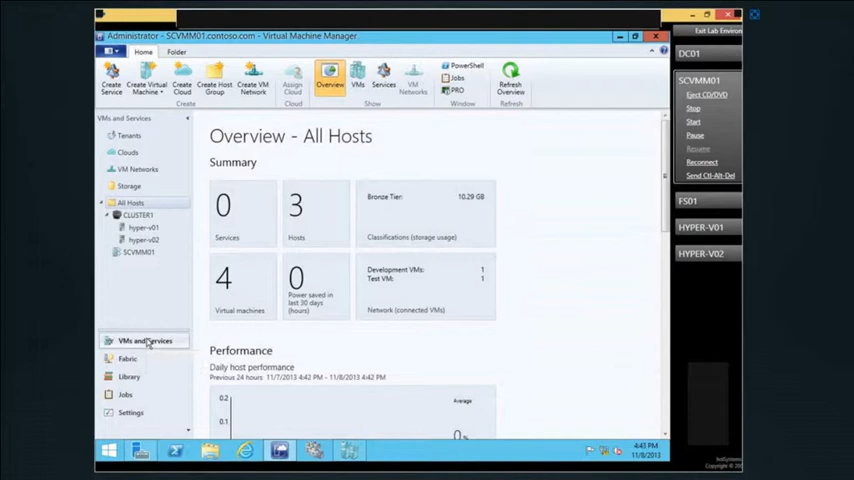 Administrator - SCVMM01.contoso.com - Virtual Machine Manager
Home
Folder
Create Service
Create Virtual Machine
Create Cloud
Create Host Group
Create VM Network
Assign Cloud
Overview
VMs
Services
VM Networks
PowerShell
Jobs
PRO
Refresh Overview
Create
Cloud
Show
Window
Refresh
VMs and Services
Tenants
Clouds
VM Networks
Storage
All Hosts
CLUSTER1
hyper-v01
hyper-v02
SCVMM01
VMs and Services
Fabric
Library
Jobs
Settings
Overview - All Hosts
Summary
0
Services
3
Hosts
Bronze Tier: 10.29 GB
Classifications (storage usage)
4
Virtual machines
0
Power saved in
last 30 days
(hours)
Development VMs: 1
Test VM: 1
Network (connected VMs)
Performance
Daily host performance
Previous 24 hours 11/7/2013 4:42 PM - 11/8/2013 4:42 PM
0.2
0.1
Average
0%
4:43 PM
11/8/2013
Exit Lab Environ
DC01
SCVMM01
Eject CD/DVD
Stop
Start
Pause
Resume
Reconnect
Send Ctl-Alt-Del
FS01
HYPER-V01
HYPER-V02
Copyright © 20